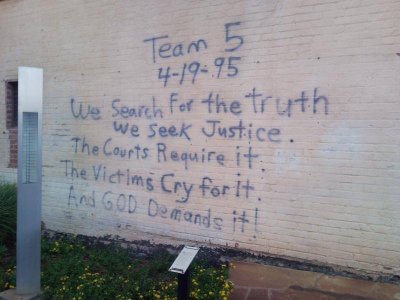 Team 5
4-19-95
We Search For the truth
We seek Justice.
The Courts Require it.
The Victims Cry for it.
And GOD Demands it!